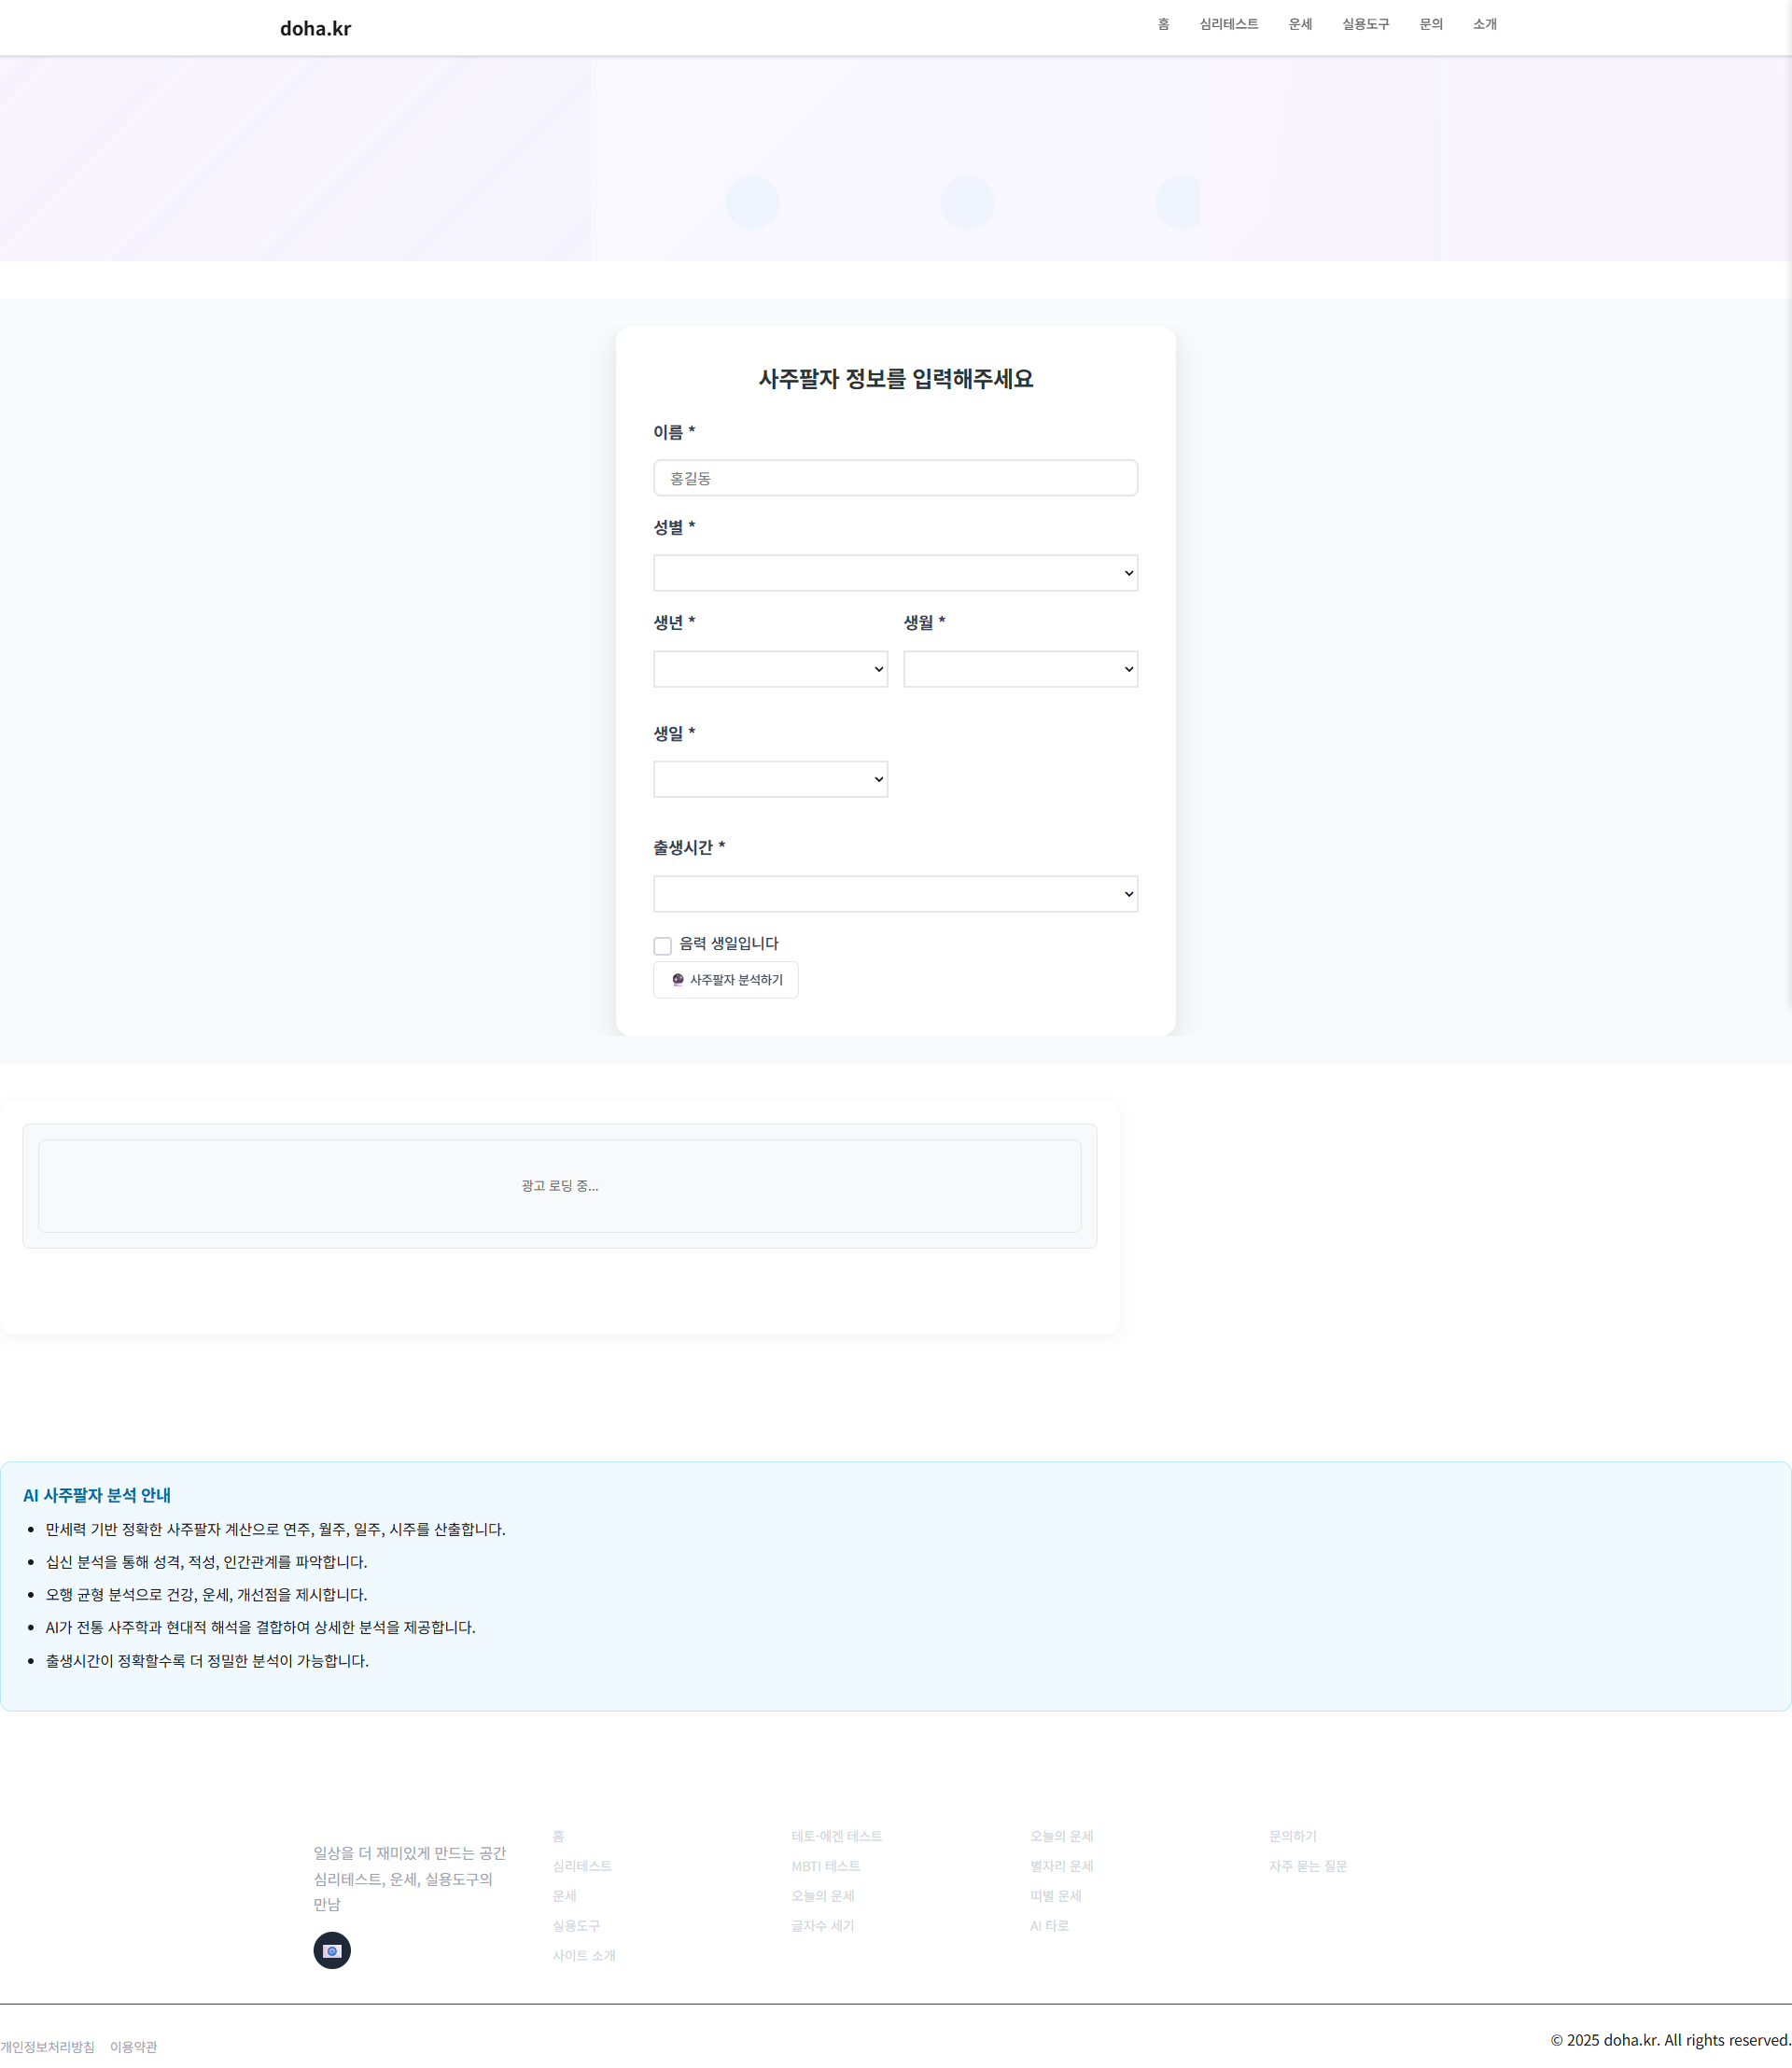 doha.kr
홈 심리테스트 운세 실용도구 문의 소개
사주팔자 정보를 입력해주세요
이름 *
홍길동
성별 *
생년 * 생월 *
생일 *
출생시간 *
음력 생일입니다
사주팔자 분석하기
광고 로딩 중...
AI 사주팔자 분석 안내
만세력 기반 정확한 사주팔자 계산으로 연주, 월주, 일주, 시주를 산출합니다.
십신 분석을 통해 성격, 적성, 인간관계를 파악합니다.
오행 균형 분석으로 건강, 운세, 개선점을 제시합니다.
AI가 전통 사주학과 현대적 해석을 결합하여 상세한 분석을 제공합니다.
출생시간이 정확할수록 더 정밀한 분석이 가능합니다.
일상을 더 재미있게 만드는 공간
심리테스트, 운세, 실용도구의
만남
홈
심리테스트
운세
실용도구
사이트 소개
테토-에겐 테스트
MBTI 테스트
오늘의 운세
글자수 세기
오늘의 운세
별자리 운세
띠별 운세
AI 타로
문의하기
자주 묻는 질문
개인정보처리방침 이용약관
© 2025 doha.kr. All rights reserved.